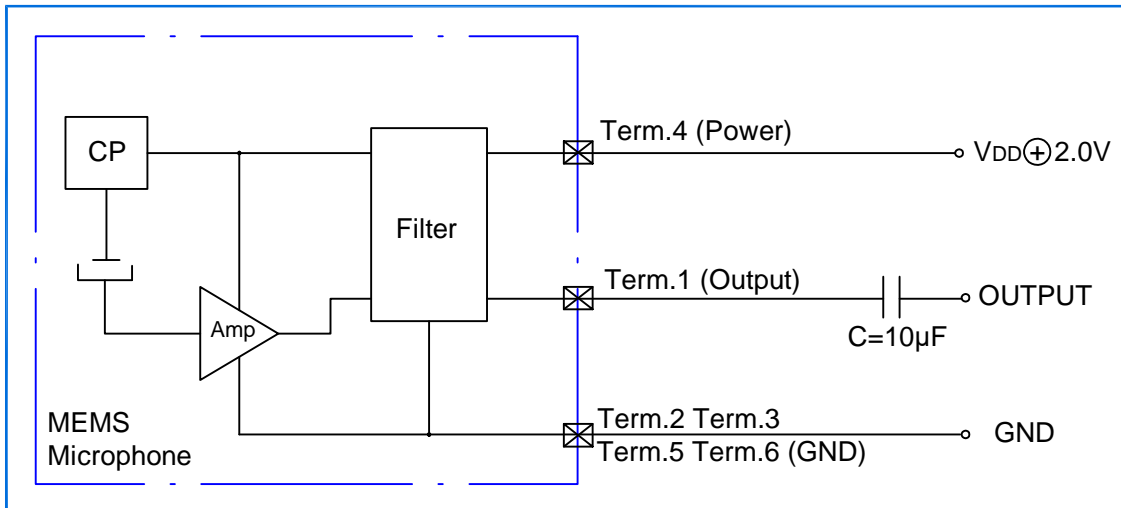 Term.4 (Power)
CP
VDD⊕2.0V
Filter
Term.1 (Output)
OUTPUT
Amp
C=10µF
MEMS
Microphone
Term.2 Term.3
GND
Term.5 Term.6 (GND)